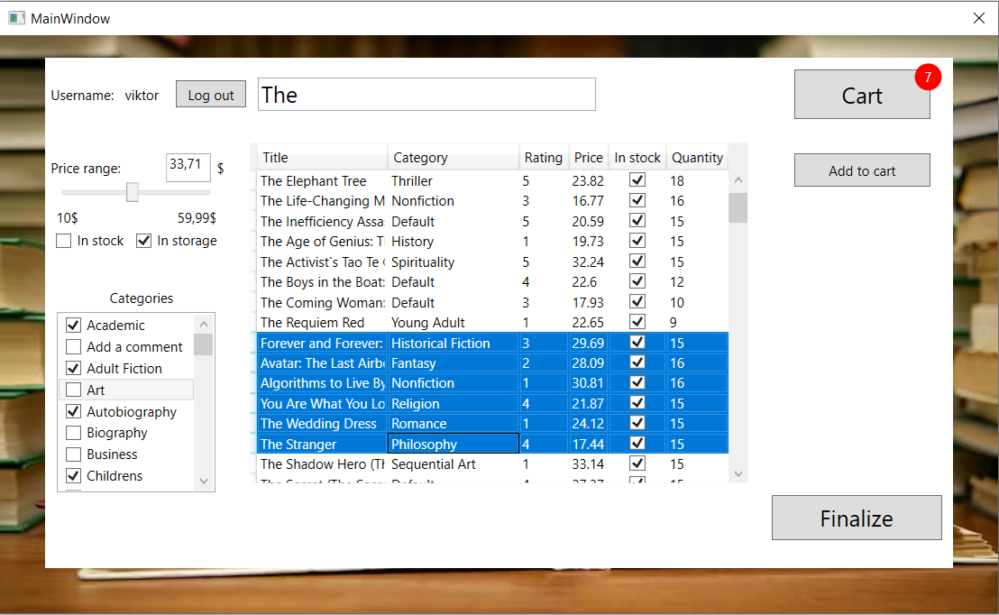 MainWindow
Username: viktor Log out The Cart 7
Price range: 33,71 $
10$ 59,99$
In stock In storage
Categories
Academic
Add a comment
Adult Fiction
Art
Autobiography
Biography
Business
Childrens
Title Category Rating Price In stock Quantity
The Elephant Tree Thriller 5 23.82 18
The Life-Changing M Nonfiction 3 16.77 16
The Inefficiency Assa Default 5 20.59 15
The Age of Genius: T History 1 19.73 15
The Activist`s Tao Te Spirituality 5 32.24 15
The Boys in the Boat: Default 4 22.6 12
The Coming Woman: Default 3 17.93 10
The Requiem Red Young Adult 1 22.65 9
Forever and Forever: Historical Fiction 3 29.69 15
Avatar: The Last Airb Fantasy 2 28.09 16
Algorithms to Live By Nonfiction 1 30.81 16
You Are What You Lo Religion 4 21.87 15
The Wedding Dress Romance 1 24.12 15
The Stranger Philosophy 4 17.44 15
The Shadow Hero (Th Sequential Art 1 33.14 15
Add to cart
Finalize